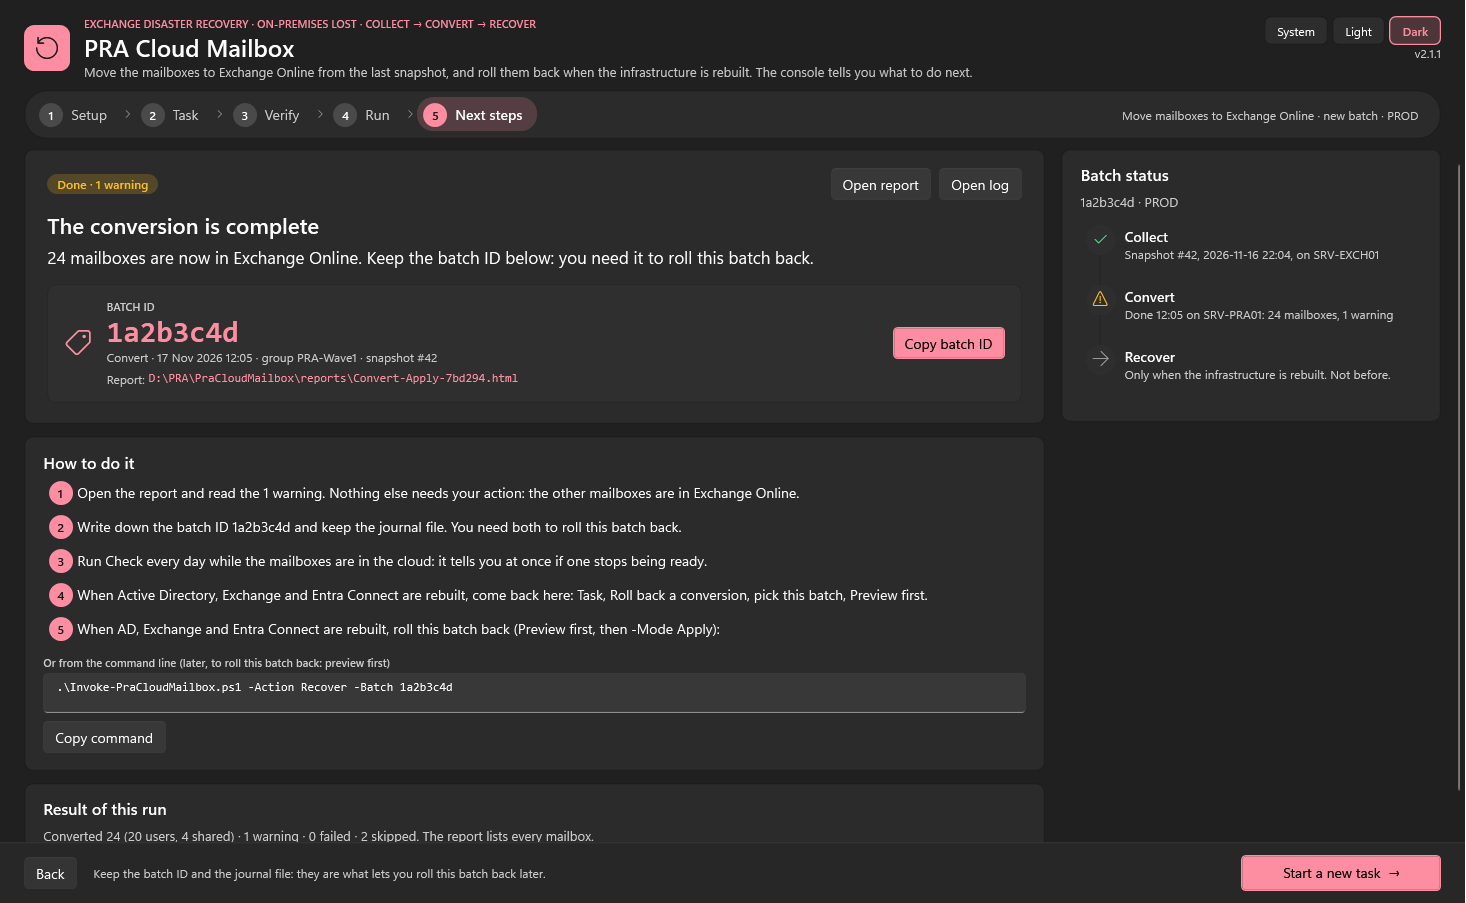 EXCHANGE DISASTER RECOVERY · ON-PREMISES LOST · COLLECT → CONVERT → RECOVER
PRA Cloud Mailbox
Move the mailboxes to Exchange Online from the last snapshot, and roll them back when the infrastructure is rebuilt. The console tells you what to do next.
System
Light
Dark
v2.1.1
1 Setup
2 Task
3 Verify
4 Run
5 Next steps
Move mailboxes to Exchange Online · new batch · PROD
Done · 1 warning
Open report
Open log
The conversion is complete
24 mailboxes are now in Exchange Online. Keep the batch ID below: you need it to roll this batch back.
BATCH ID
1a2b3c4d
Convert · 17 Nov 2026 12:05 · group PRA-Wave1 · snapshot #42
Report: D:\PRA\PraCloudMailbox\reports\Convert-Apply-7bd294.html
Copy batch ID
Batch status
1a2b3c4d · PROD
Collect
Snapshot #42, 2026-11-16 22:04, on SRV-EXCH01
Convert
Done 12:05 on SRV-PRA01: 24 mailboxes, 1 warning
Recover
Only when the infrastructure is rebuilt. Not before.
How to do it
1 Open the report and read the 1 warning. Nothing else needs your action: the other mailboxes are in Exchange Online.
2 Write down the batch ID 1a2b3c4d and keep the journal file. You need both to roll this batch back.
3 Run Check every day while the mailboxes are in the cloud: it tells you at once if one stops being ready.
4 When Active Directory, Exchange and Entra Connect are rebuilt, come back here: Task, Roll back a conversion, pick this batch, Preview first.
5 When AD, Exchange and Entra Connect are rebuilt, roll this batch back (Preview first, then -Mode Apply):
Or from the command line (later, to roll this batch back: preview first)
.\Invoke-PraCloudMailbox.ps1 -Action Recover -Batch 1a2b3c4d
Copy command
Result of this run
Converted 24 (20 users, 4 shared) · 1 warning · 0 failed · 2 skipped. The report lists every mailbox.
Back
Keep the batch ID and the journal file: they are what lets you roll this batch back later.
Start a new task →